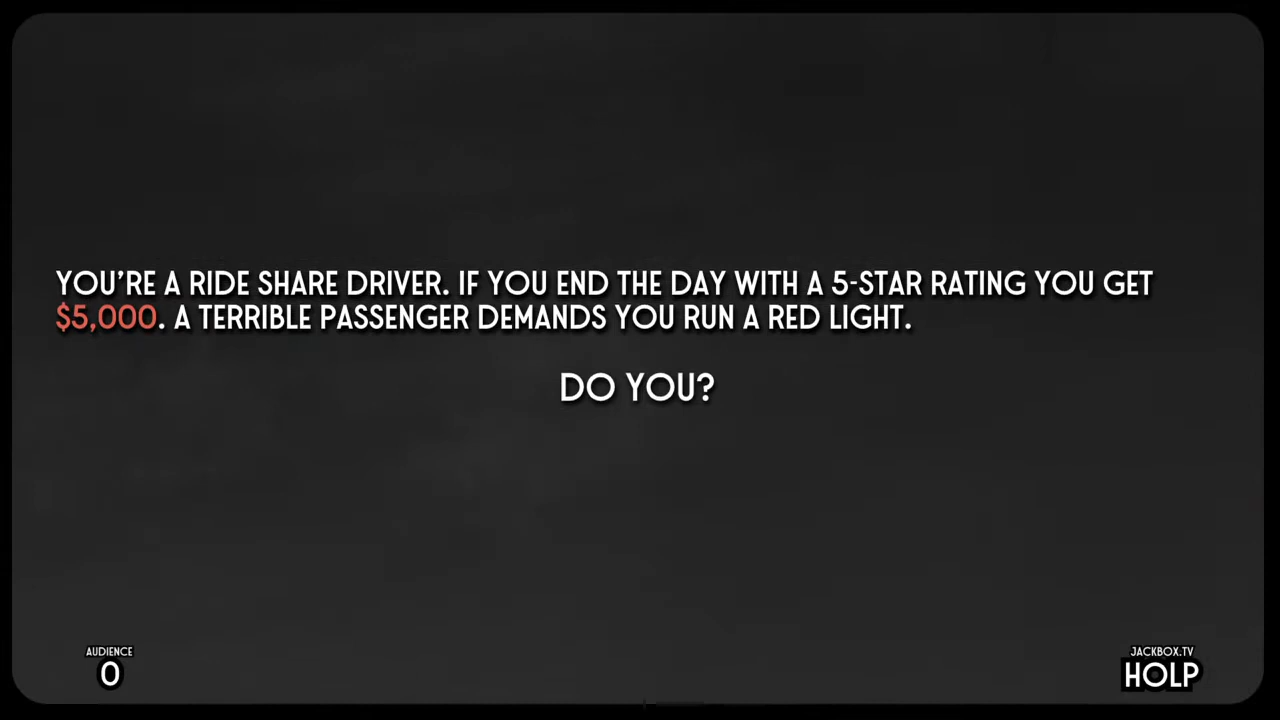 YOU'RE A RIDE SHARE DRIVER. IF YOU END THE DAY WITH A 5-STAR RATING YOU GET
$5,000. A TERRIBLE PASSENGER DEMANDS YOU RUN A RED LIGHT.
DO YOU?
AUDIENCE
0
JACKBOX.TV
HOLP